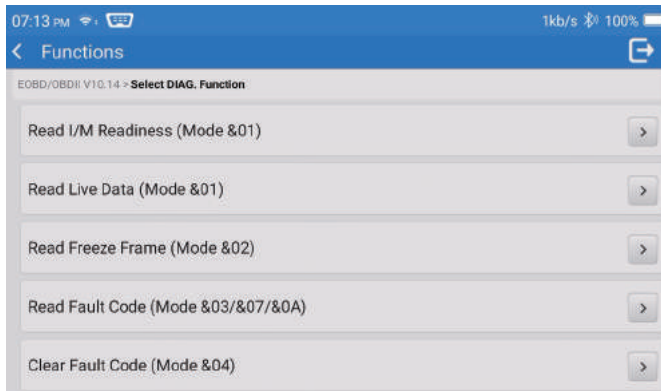 07:13 PM 1kb/s 100%
Functions
EOBD/OBDII V10.14 > Select DIAG. Function
Read I/M Readiness (Mode &01)
Read Live Data (Mode &01)
Read Freeze Frame (Mode &02)
Read Fault Code (Mode &03/&07/&0A)
Clear Fault Code (Mode &04)